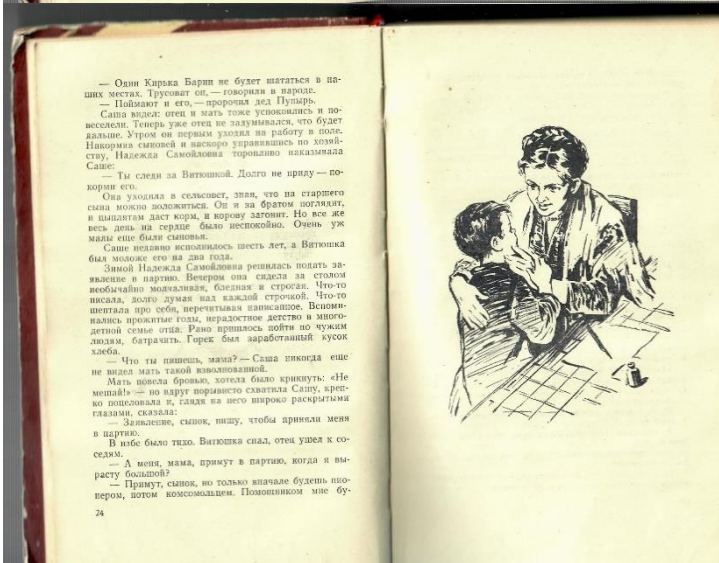 — Один Кирька Барин не будет шататься в на-
ших местах. Трусоват он, — говорили в народе.
— Поймают и его, — пророчил дед Пупырь.
Саша видел: отец и мать тоже успокоились и по-
веселели. Теперь уже отец не задумывался, что будет
дальше. Утром он первым уходил на работу в поле.
Накормив сыновей и наскоро управившись по хозяй-
ству, Надежда Самойловна торопливо наказывала
Саше:
— Ты следи за Витюшкой. Долго не приду — по-
корми его.
Она уходила в сельсовет, зная, что на старшего
сына можно положиться. Он и за братом поглядит,
и цыплятам даст корм, и корову загонит. Но все же
весь день на сердце было неспокойно. Очень уж
малы еще были сыновья.
Саше недавно исполнилось шесть лет, а Витюшка
был моложе его на два года.
Зимой Надежда Самойловна решилась подать за-
явление в партию. Вечером она сидела за столом
необычайно молчаливая, бледная и строгая. Что-то
писала, долго думая над каждой строчкой. Что-то
шептала про себя, перечитывая написанное. Вспоми-
нались прожитые годы, нерадостное детство в много-
детной семье отца. Рано пришлось пойти по чужим
людям, батрачить. Горек был заработанный кусок
хлеба.
— Что ты пишешь, мама? — Саша никогда еще
не видел мать такой взволнованной.
Мать повела бровью, хотела было крикнуть: «Не
мешай!» — но вдруг порывисто схватила Сашу, креп-
ко поцеловала и, глядя на него широко раскрытыми
глазами, сказала:
— Заявление, сынок, пишу, чтобы приняли меня
в партию.
В избе было тихо. Витюшка спал, отец ушел к со-
седям.
— А меня, мама, примут в партию, когда я вы-
расту большой?
— Примут, сынок, но только вначале будешь пио-
нером, потом комсомольцем. Помощником мне бу-
24